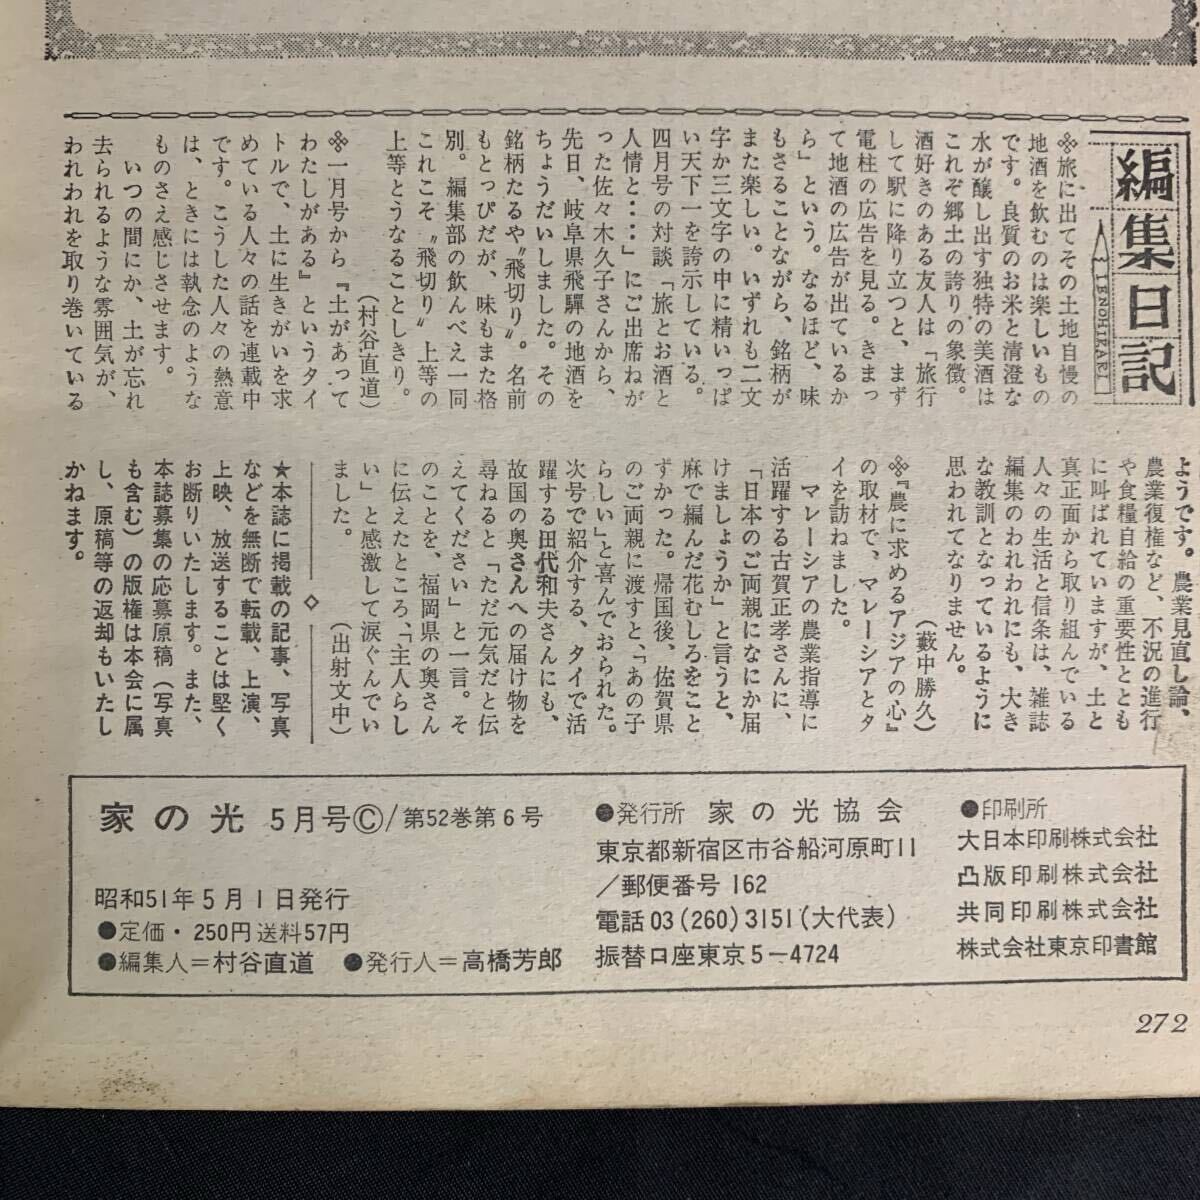 編集日記
IENOHIKARI
※旅に出てその土地自慢の
地酒を飲むのは楽しいもの
です。良質のお米と清澄な
水が醸し出す独特の美酒は
これぞ郷土の誇りの象徴。
酒好きのある友人は「旅行
して駅に降り立つと、まず
電柱の広告を見る。きまっ
て地酒の広告が出ているか
ら」という。なるほど、味
もさることながら、銘柄が
また楽しい。いずれも二文
字か三文字の中に精いっぱ
い天下一を誇示している。
四月号の対談「旅とお酒と
人情と…」にご出席ねが
った佐々木久子さんから、
先日、岐阜県飛驒の地酒を
ちょうだいしました。その
銘柄たるや〝飛切り〟。名前
もとっぴだが、味もまた格
別。編集部の飲んべえ一同
これこそ〝飛切り〟上等の
上等とうなることしきり。
（村谷直道）
※一月号から『土があって
わたしがある』というタイ
トルで、土に生きがいを求
めている人々の話を連載中
です。こうした人々の熱意
は、ときには執念のような
ものさえ感じさせます。
いつの間にか、土が忘れ
去られるような雰囲気が、
われわれを取り巻いている
ようです。農業見直し論、
農業復権など、不況の進行
や食糧自給の重要性ととも
に叫ばれていますが、土と
真正面から取り組んでいる
人々の生活と信条は、雑誌
編集のわれわれにも、大き
な教訓となっているように
思われてなりません。
（藪中勝久）
※『農に求めるアジアの心』
の取材で、マレーシアとタ
イを訪ねました。
マレーシアの農業指導に
活躍する古賀正孝さんに、
「日本のご両親になにか届
けましょうか」と言うと、
麻で編んだ花むしろをこと
ずかった。帰国後、佐賀県
のご両親に渡すと、「あの子
らしい」と喜んでおられた。
次号で紹介する、タイで活
躍する田代和夫さんにも、
故国の奥さんへの届け物を
尋ねると「ただ元気だと伝
えてください」と一言。そ
のことを、福岡県の奥さん
に伝えたところ、「主人らし
い」と感激して涙ぐんでい
ました。
（出射文中）
★本誌に掲載の記事、写真
などを無断で転載、上演、
上映、放送することは堅く
お断りいたします。また、
本誌募集の応募原稿（写真
も含む）の版権は本会に属
し、原稿等の返却もいたし
かねます。
家の光 5月号Ⓒ/第52巻第6号
昭和51年5月1日発行
●定価・250円 送料57円
●編集人＝村谷直道 ●発行人＝高橋芳郎
●発行所 家の光協会
東京都新宿区市谷船河原町11
/郵便番号 162
電話 03(260)3151(大代表)
振替口座東京5-4724
●印刷所
大日本印刷株式会社
凸版印刷株式会社
共同印刷株式会社
株式会社東京印書館
272